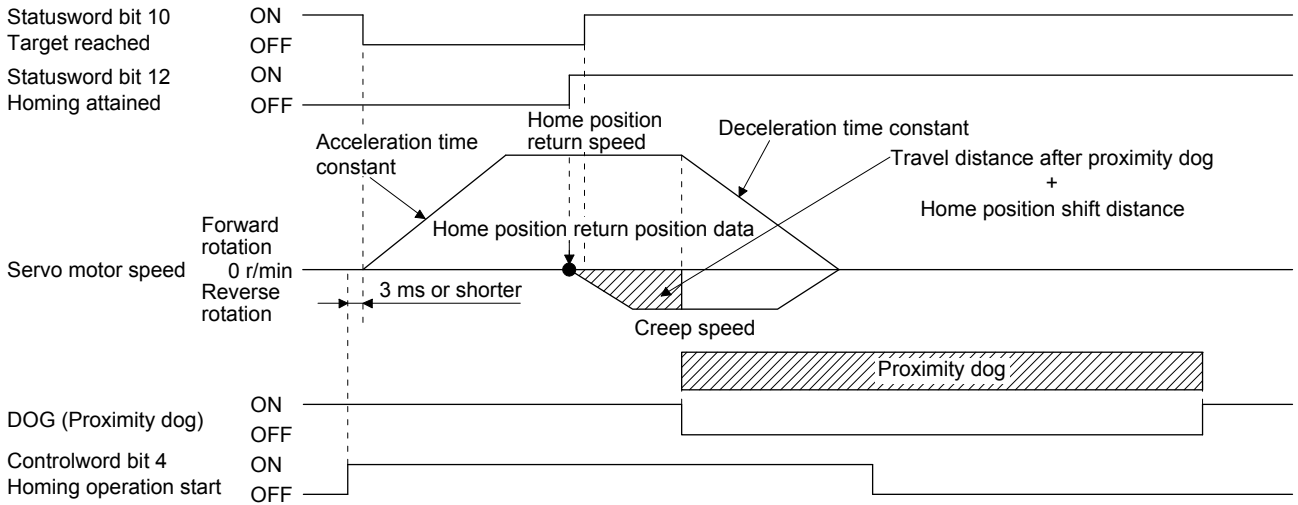 Statusword bit 10
Target reached
ON
OFF
Statusword bit 12
Homing attained
ON
OFF
Acceleration time
constant
Home position
return speed
Deceleration time constant
Travel distance after proximity dog
+
Home position shift distance
Home position return position data
Servo motor speed
Forward
rotation
0 r/min
Reverse
rotation
3 ms or shorter
Creep speed
Proximity dog
DOG (Proximity dog)
ON
OFF
Controlword bit 4
Homing operation start
ON
OFF